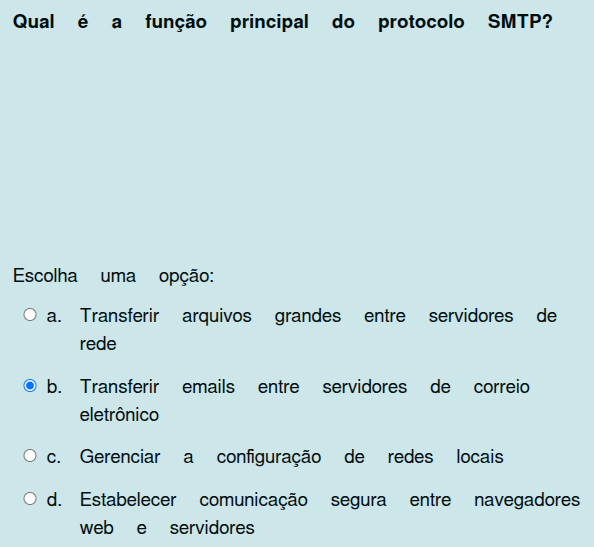 Qual é a função principal do protocolo SMTP?
Escolha uma opção:
a. Transferir arquivos grandes entre servidores de
rede
b. Transferir emails entre servidores de correio
eletrônico
c. Gerenciar a configuração de redes locais
d. Estabelecer comunicação segura entre navegadores
web e servidores